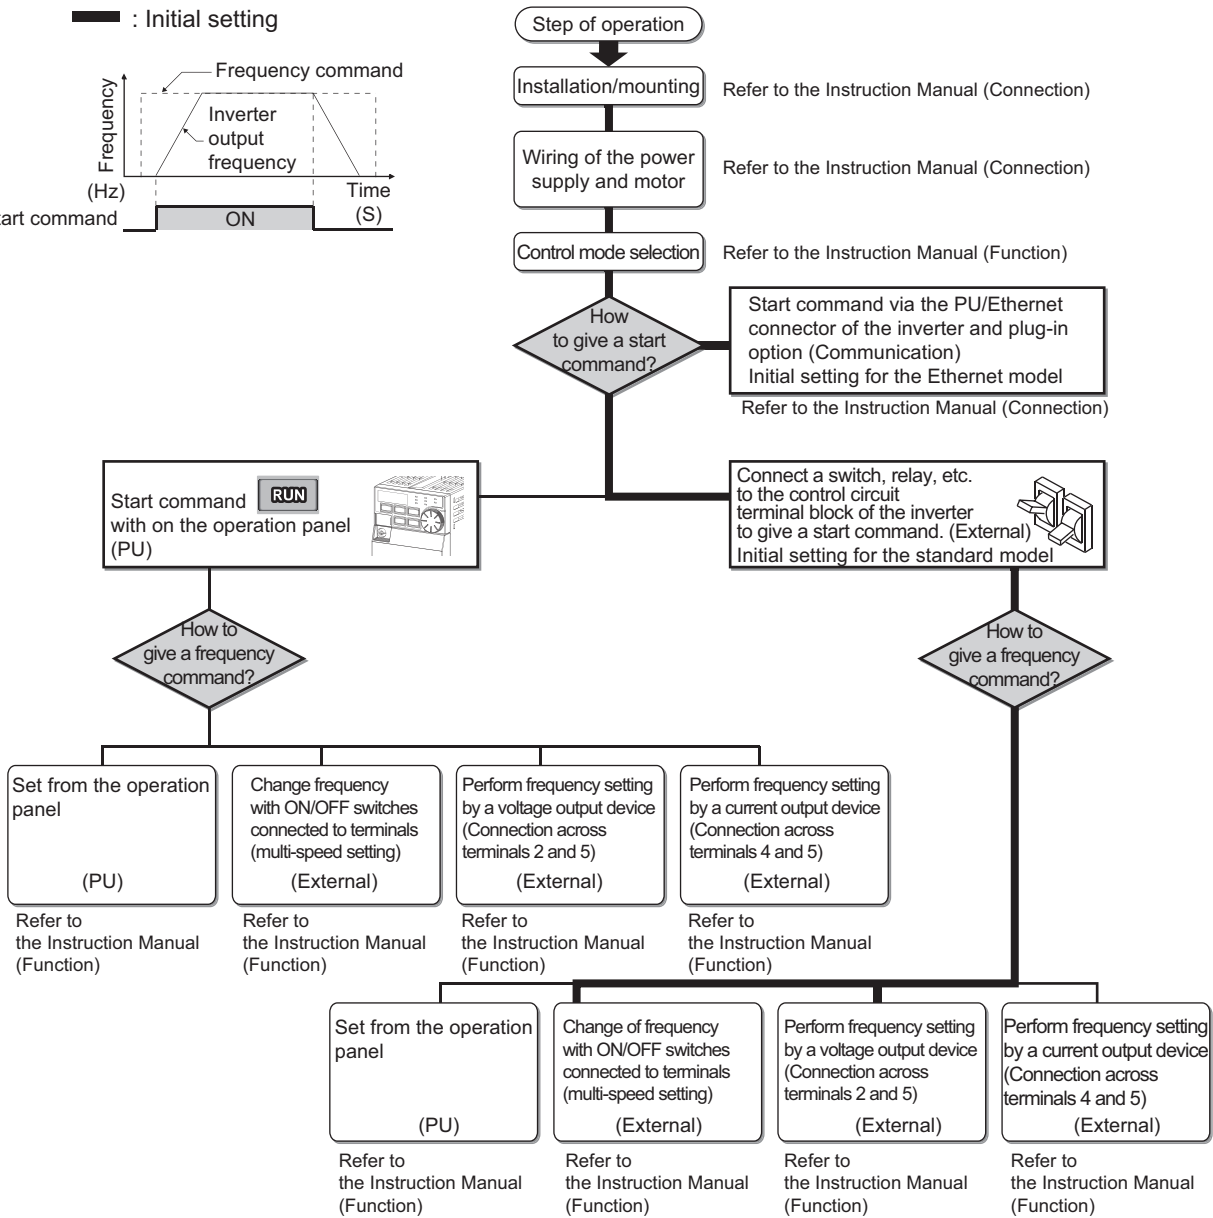 : Initial setting
Step of operation
Frequency command
Inverter
output
frequency
Frequency
(Hz)
Time
(S)
tart command
ON
Installation/mounting
Refer to the Instruction Manual (Connection)
Wiring of the power
supply and motor
Refer to the Instruction Manual (Connection)
Control mode selection
Refer to the Instruction Manual (Function)
How
to give a start
command?
Start command via the PU/Ethernet
connector of the inverter and plug-in
option (Communication)
Initial setting for the Ethernet model
Refer to the Instruction Manual (Connection)
Start command
RUN
with on the operation panel
(PU)
Connect a switch, relay, etc.
to the control circuit
terminal block of the inverter
to give a start command. (External)
Initial setting for the standard model
How to
give a frequency
command?
How to
give a frequency
command?
Set from the operation
panel
(PU)
Refer to
the Instruction Manual
(Function)
Change frequency
with ON/OFF switches
connected to terminals
(multi-speed setting)
(External)
Refer to
the Instruction Manual
(Function)
Perform frequency setting
by a voltage output device
(Connection across
terminals 2 and 5)
(External)
Refer to
the Instruction Manual
(Function)
Perform frequency setting
by a current output device
(Connection across
terminals 4 and 5)
(External)
Refer to
the Instruction Manual
(Function)
Set from the operation
panel
(PU)
Refer to
the Instruction Manual
(Function)
Change of frequency
with ON/OFF switches
connected to terminals
(multi-speed setting)
(External)
Refer to
the Instruction Manual
(Function)
Perform frequency setting
by a voltage output device
(Connection across
terminals 2 and 5)
(External)
Refer to
the Instruction Manual
(Function)
Perform frequency setting
by a current output device
(Connection across
terminals 4 and 5)
(External)
Refer to
the Instruction Manual
(Function)